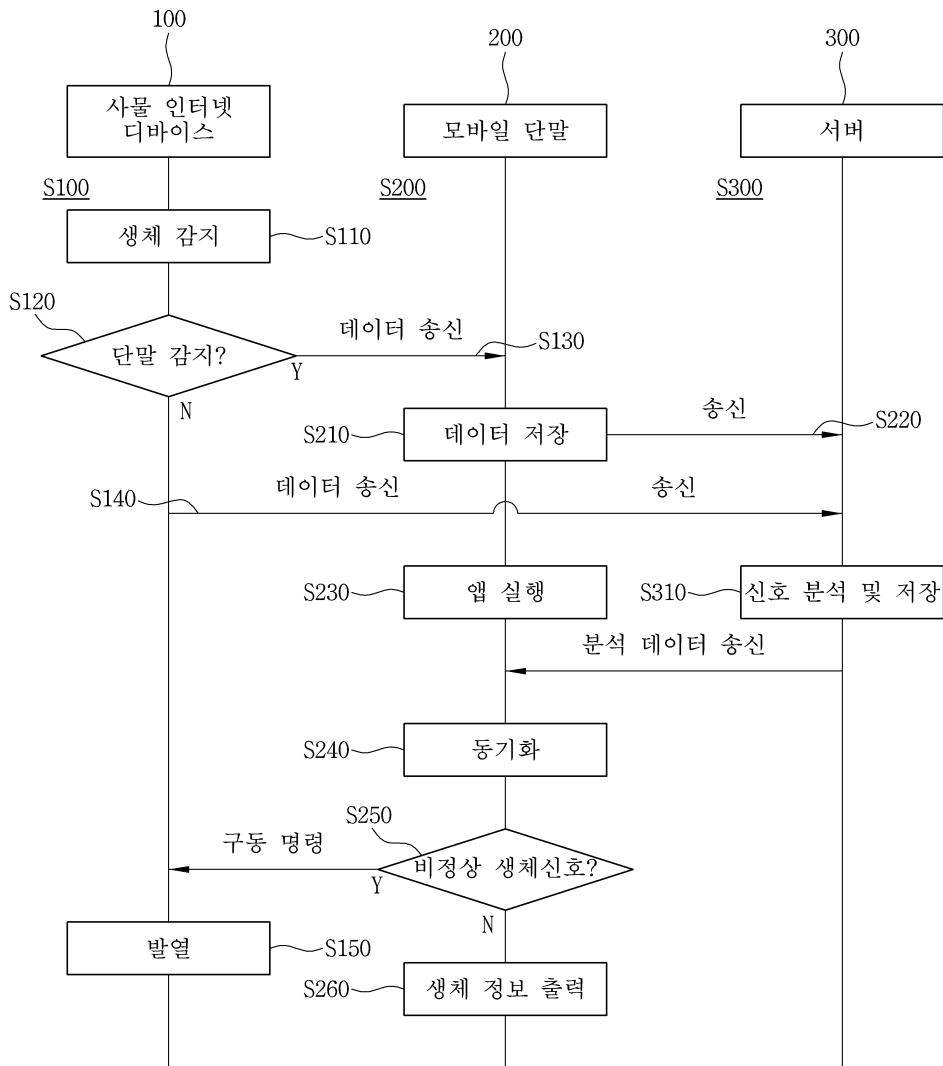 100
200
300
사물 인터넷
디바이스
모바일 단말
서버
S100
S200
S300
생체 감지
S110
S120
단말 감지?
Y
N
데이터 송신
S130
S210
데이터 저장
송신
S220
S140
데이터 송신
송신
S230
앱 실행
S310
신호 분석 및 저장
분석 데이터 송신
S240
동기화
S250
구동 명령
비정상 생체신호?
Y
N
발열
S150
S260
생체 정보 출력